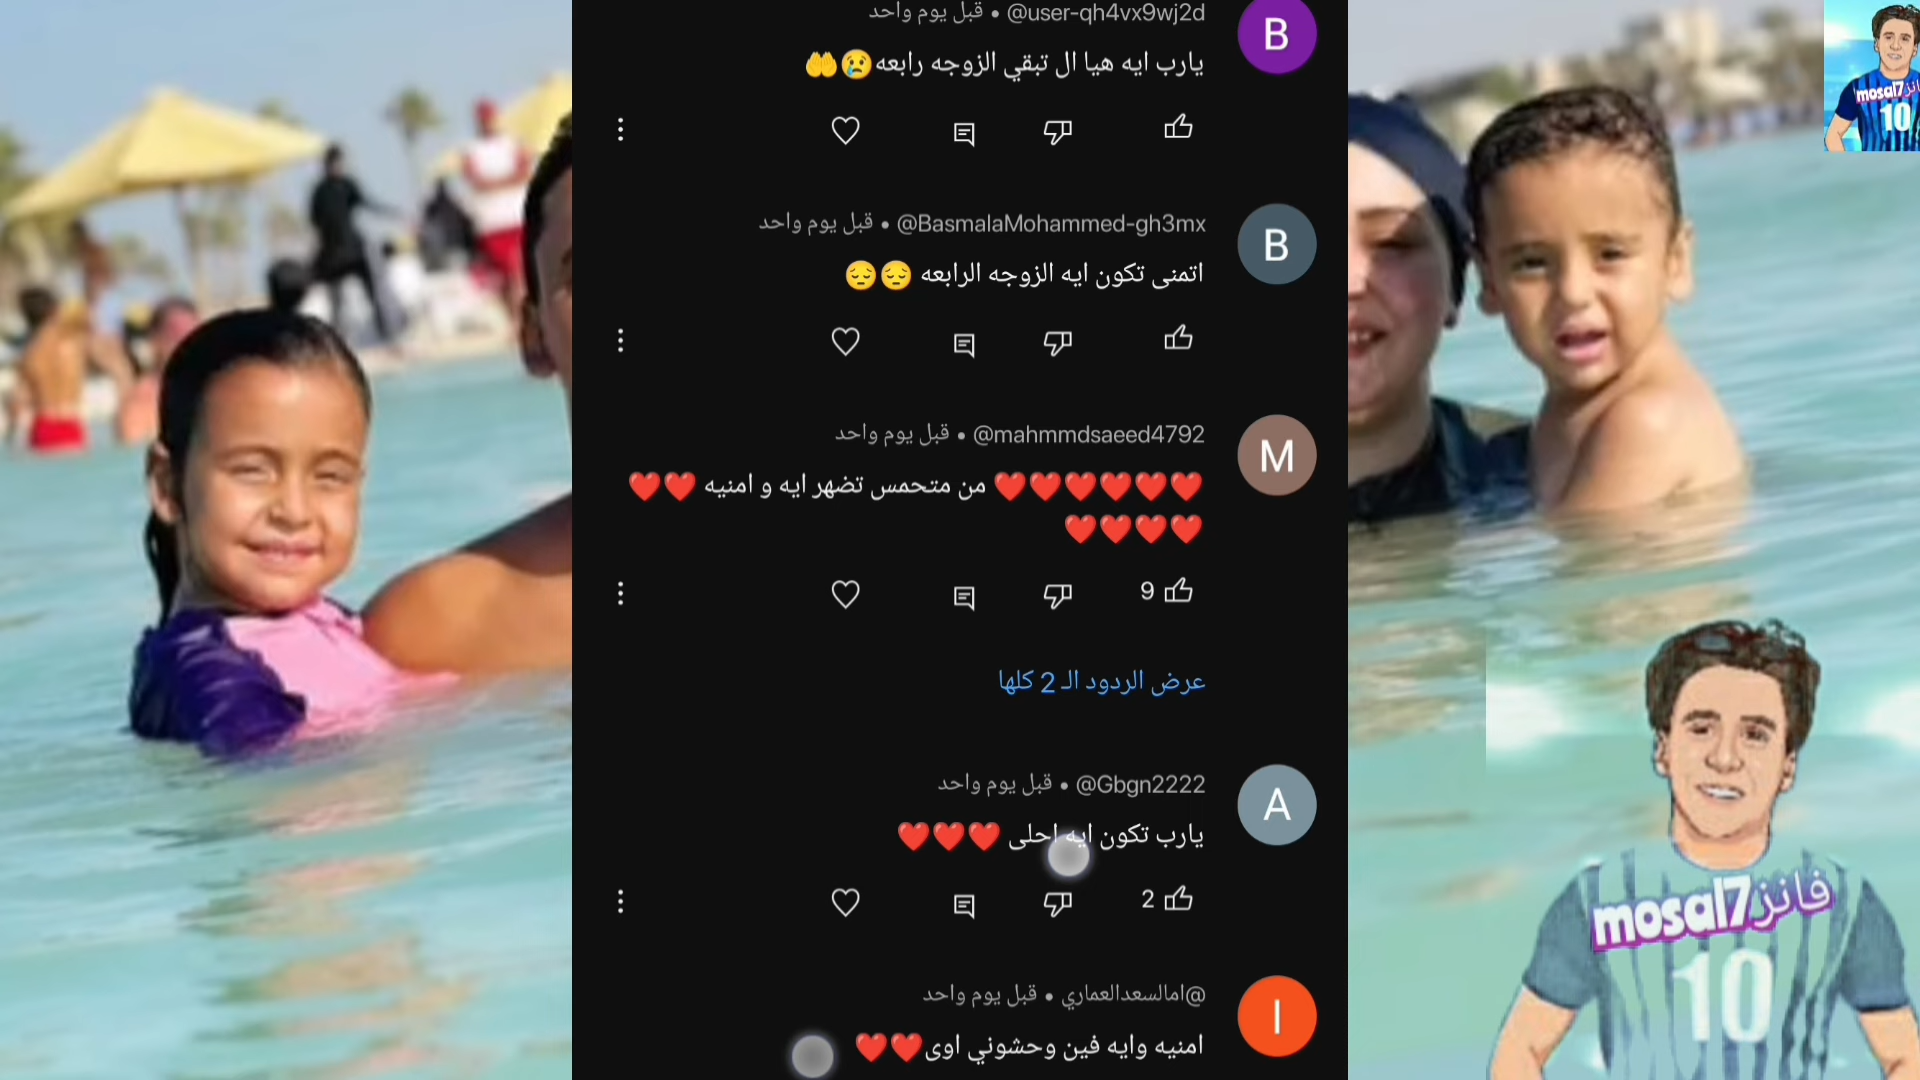 @user-qh4vx9wj2d • قبل يوم واحد
B
يارب ايه هيا ال تبقي الزوجه رابعه😢🤲
@BasmalaMohammed-gh3mx • قبل يوم واحد
B
اتمنى تكون ايه الزوجه الرابعه 😔😔
@mahmmdsaeed4792 • قبل يوم واحد
M
❤️❤️❤️❤️❤️❤️ من متحمس تضهر ايه و امنيه ❤️❤️
❤️❤️❤️❤️
9
عرض الردود الـ 2 كلها
@Gbgn2222 • قبل يوم واحد
A
يارب تكون ايه احلى ❤️❤️❤️
2
@امالسعدالعماري • قبل يوم واحد
I
امنيه وايه فين وحشوني اوى❤️❤️
mosal7
10
mosal7فانز
10